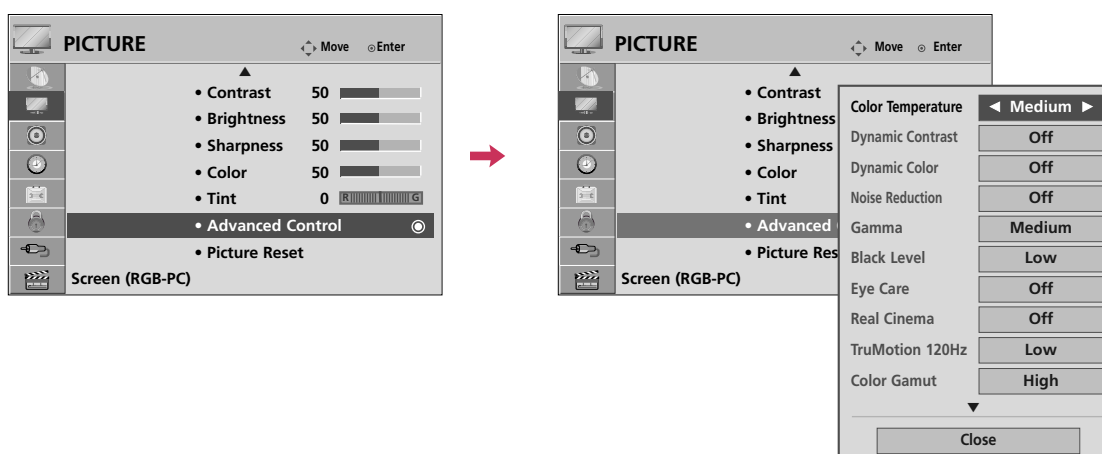 PICTURE Move Enter
• Contrast 50
• Brightness 50
• Sharpness 50
• Color 50
• Tint 0 R G
• Advanced Control
• Picture Reset
Screen (RGB-PC)
PICTURE Move Enter
• Contrast
• Brightness
• Sharpness
• Color
• Tint
• Advanced
• Picture Res
Screen (RGB-PC)
Color Temperature ◀ Medium ▶
Dynamic Contrast Off
Dynamic Color Off
Noise Reduction Off
Gamma Medium
Black Level Low
Eye Care Off
Real Cinema Off
TruMotion 120Hz Low
Color Gamut High
Close